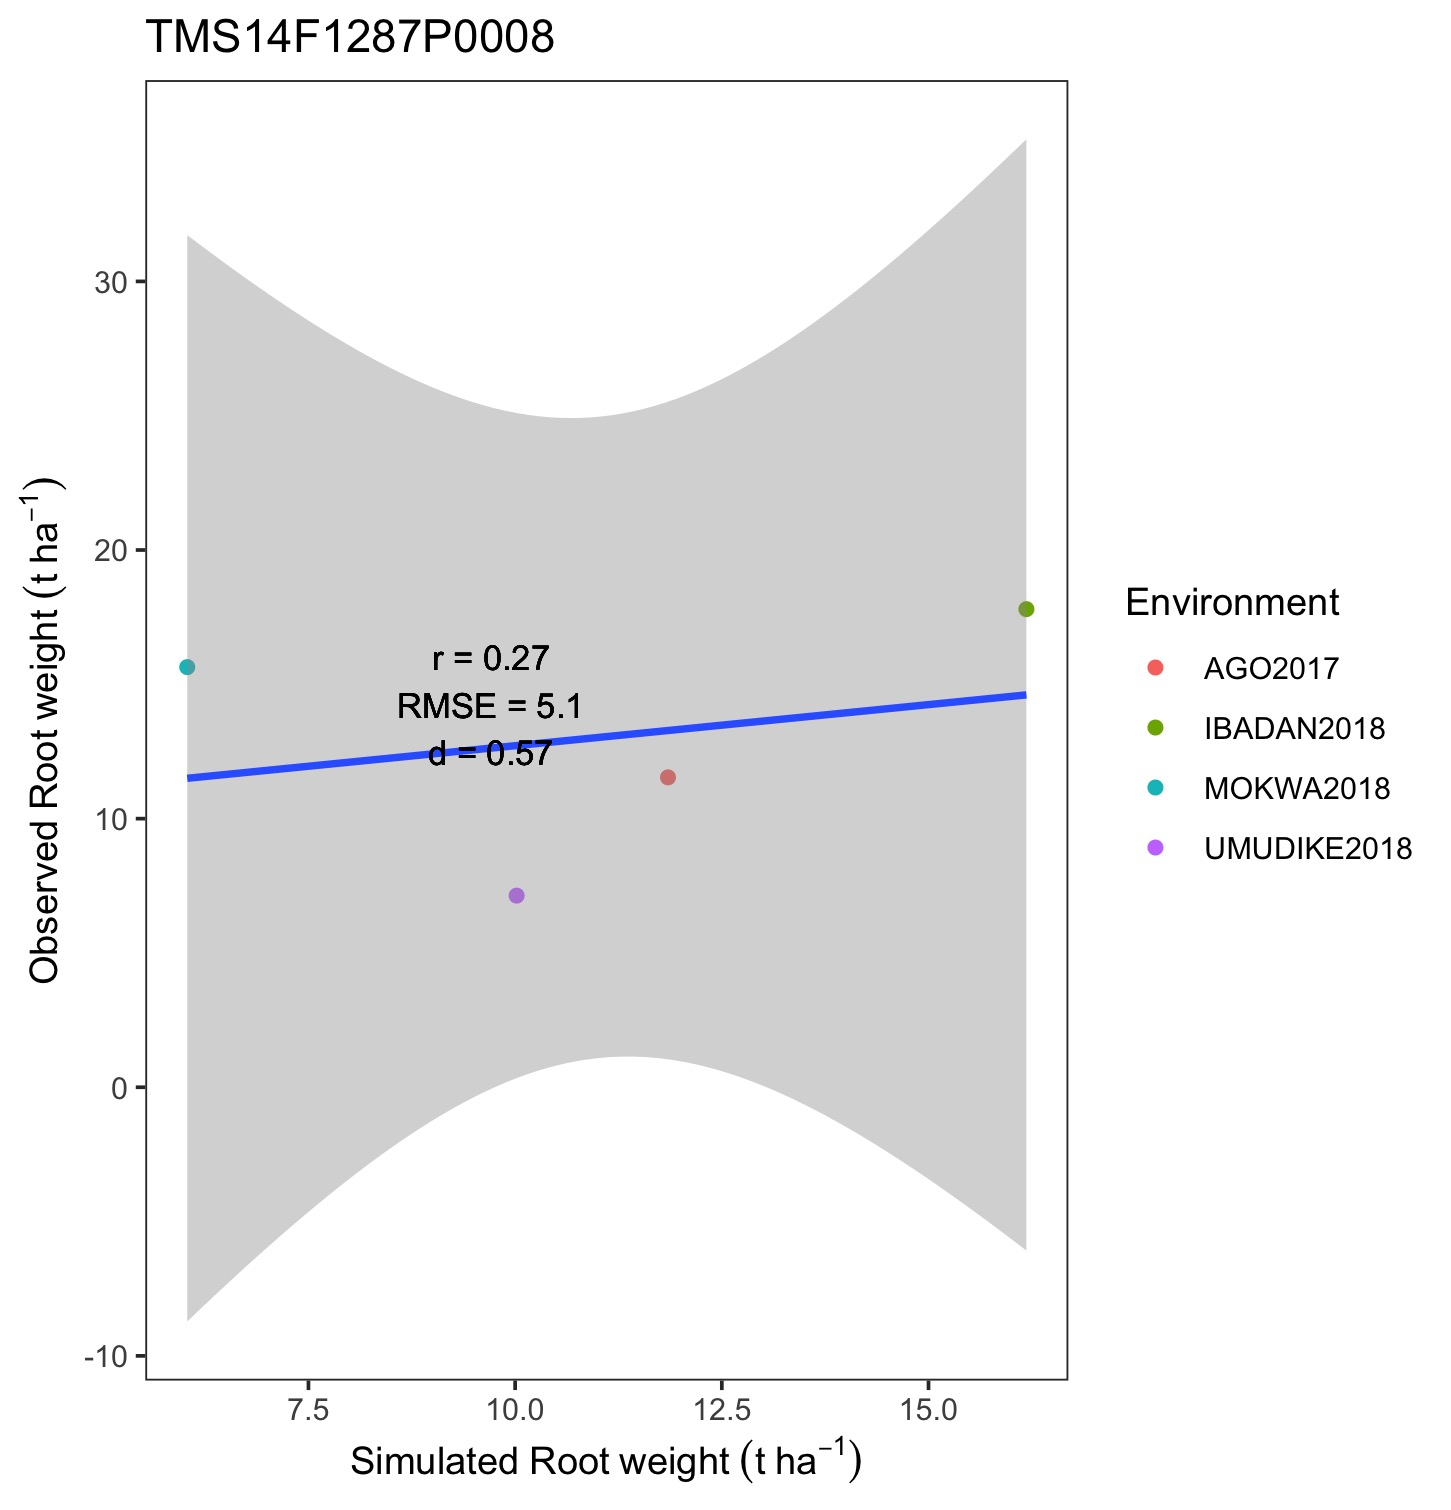 TMS14F1287P0008
Observed Root weight (t ha⁻¹)
30
20
10
0
-10
r = 0.27
RMSE = 5.1
d = 0.57
7.5 10.0 12.5 15.0
Simulated Root weight (t ha⁻¹)
Environment
AGO2017
IBADAN2018
MOKWA2018
UMUDIKE2018